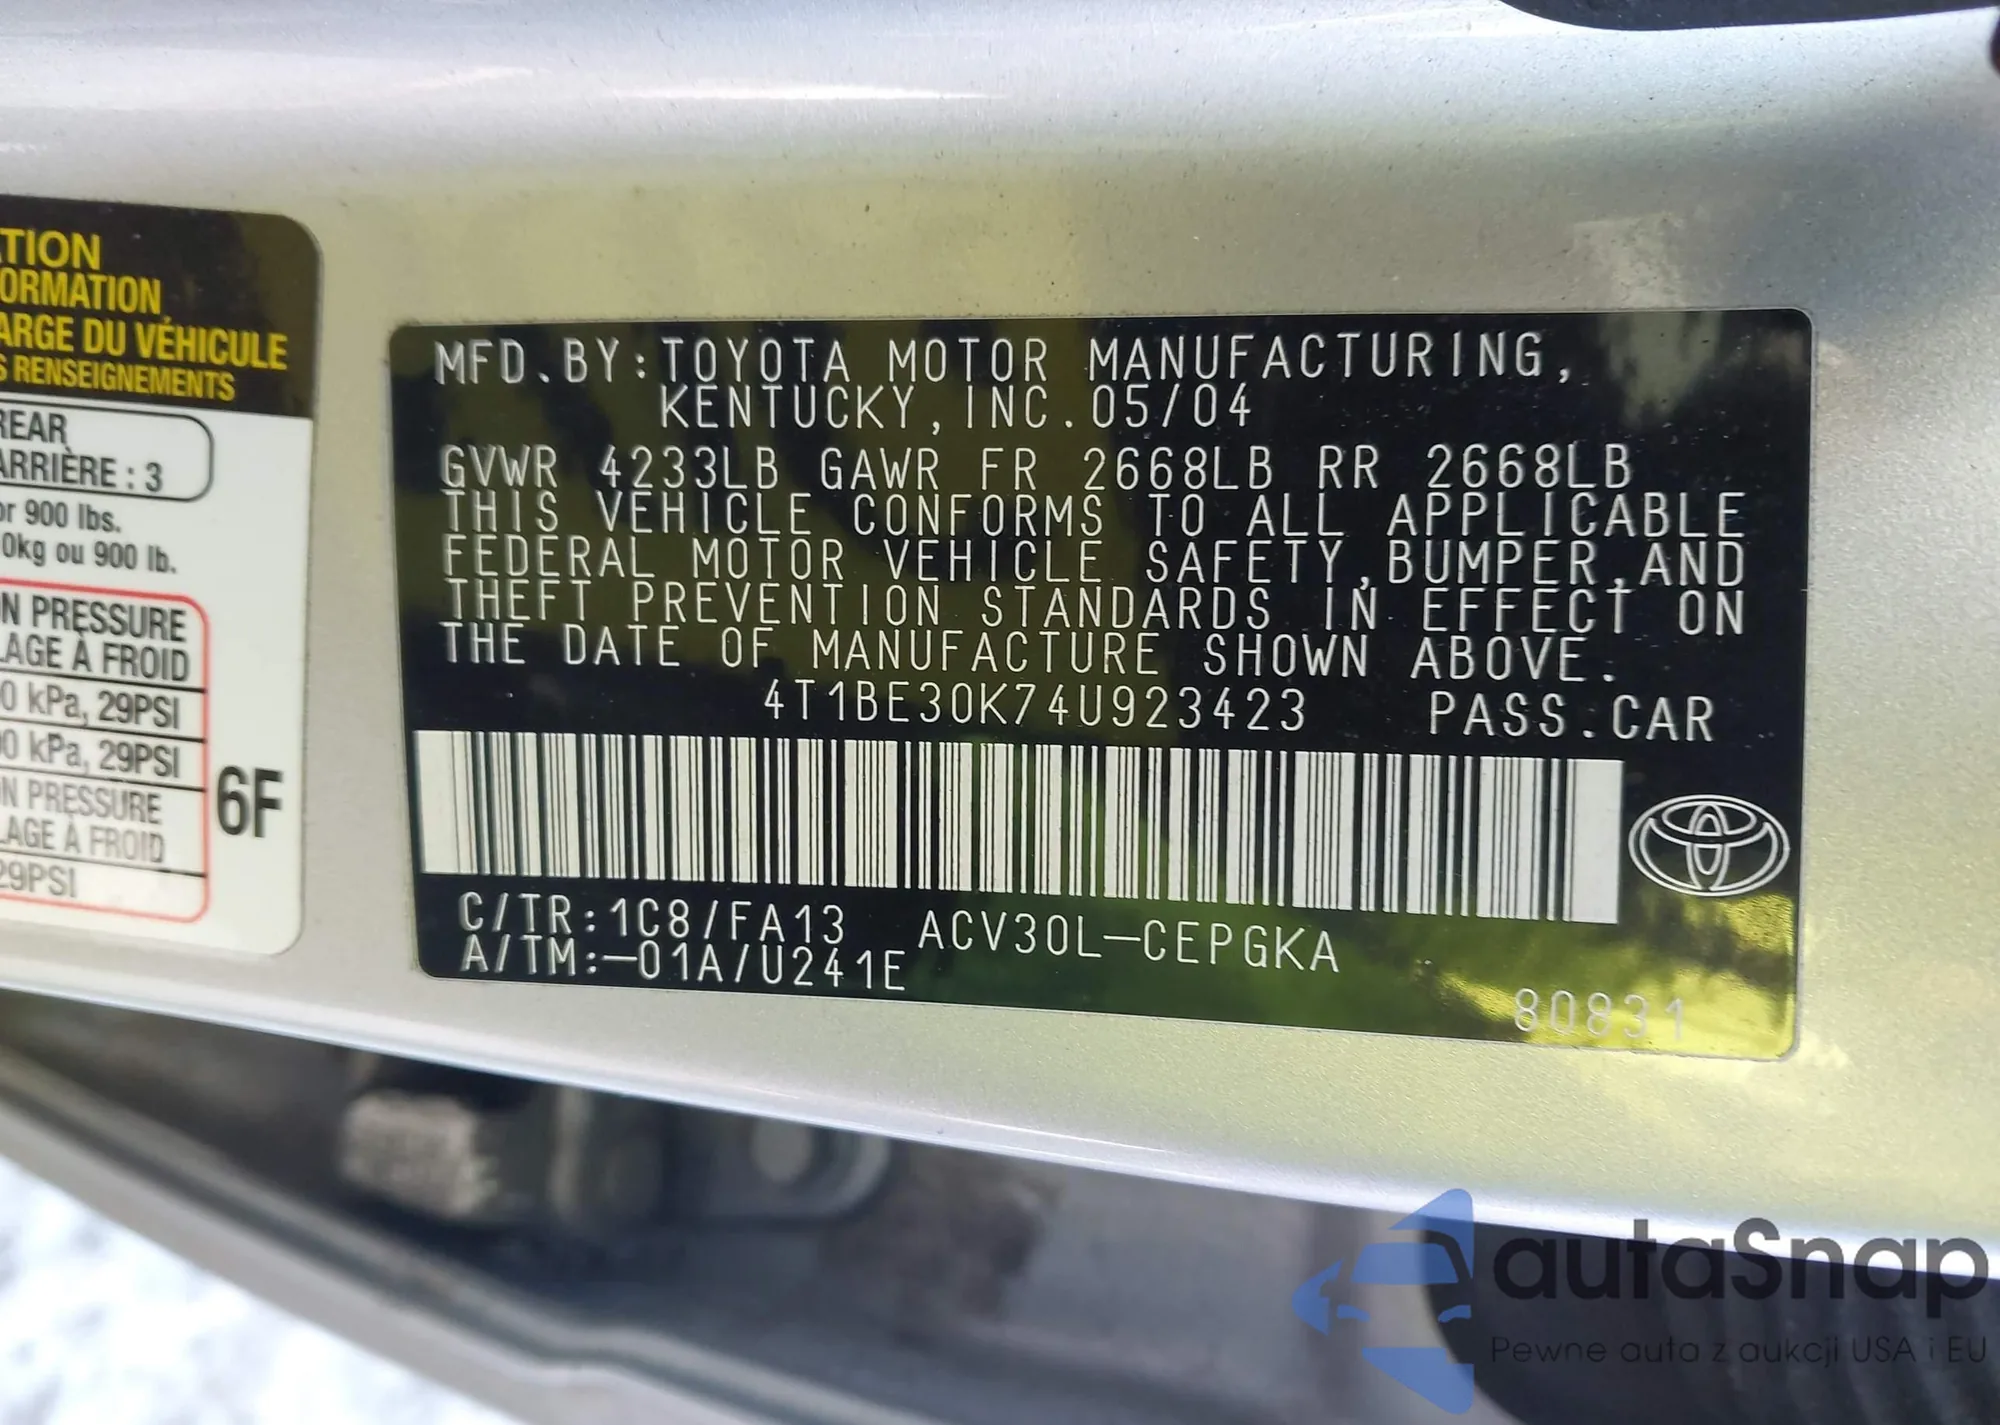 TION
ORMATION
ARGE DU VÉHICULE
S RENSEIGNEMENTS
REAR
ARRIÈRE : 3
or 900 lbs.
0kg ou 900 lb.
N PRESSURE
LAGE À FROID
0 kPa, 29PSI
00 kPa, 29PSI
ON PRESSURE
LAGE À FROID
29PSI
6F
MFD.BY:TOYOTA MOTOR MANUFACTURING,
KENTUCKY,INC.05/04
GVWR 4233LB GAWR FR 2668LB RR 2668LB
THIS VEHICLE CONFORMS TO ALL APPLICABLE
FEDERAL MOTOR VEHICLE SAFETY,BUMPER,AND
THEFT PREVENTION STANDARDS IN EFFECT ON
THE DATE OF MANUFACTURE SHOWN ABOVE.
4T1BE30K74U923423 PASS.CAR
C/TR:1C8/FA13 ACV30L-CEPGKA
A/TM:-01A/U241E
80831
autaSnap
Pewne auta z aukcji USA i EU